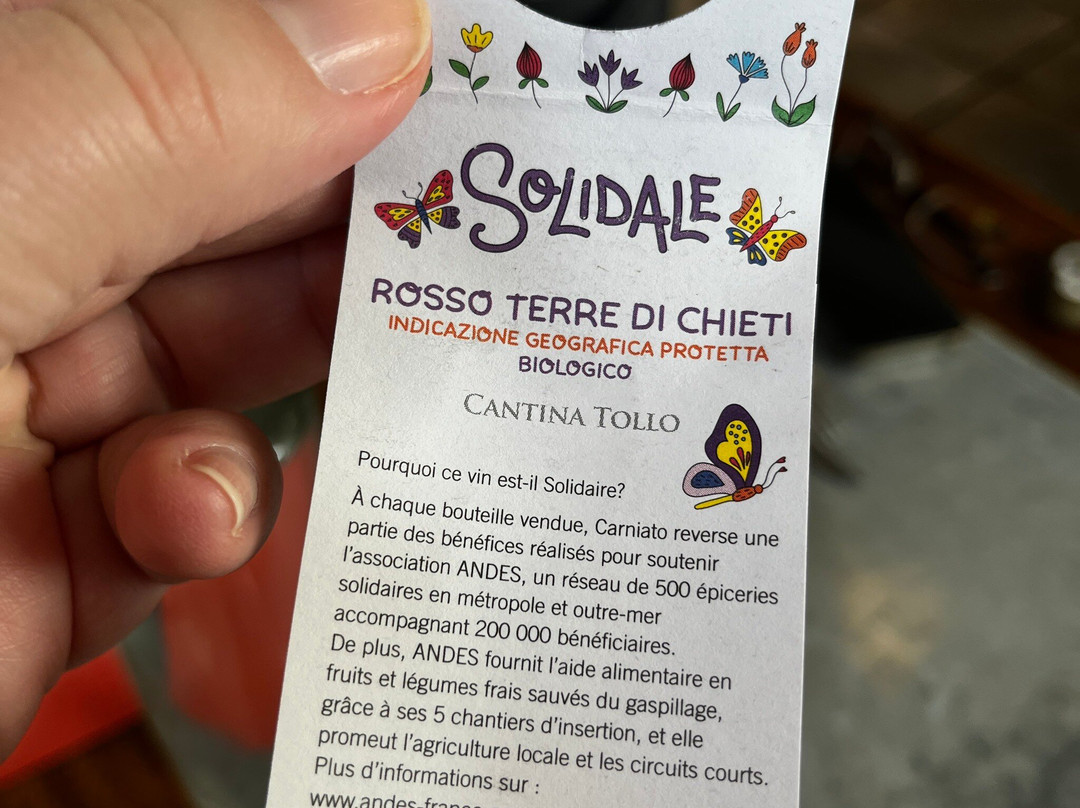 SOLIDALE
ROSSO TERRE DI CHIETI
INDICAZIONE GEOGRAFICA PROTETTA
BIOLOGICO
CANTINA TOLLO
Pourquoi ce vin est-il Solidaire?
À chaque bouteille vendue, Carniato reverse une
partie des bénéfices réalisés pour soutenir
l'association ANDES, un réseau de 500 épiceries
solidaires en métropole et outre-mer
accompagnant 200 000 bénéficiaires.
De plus, ANDES fournit l'aide alimentaire en
fruits et légumes frais sauvés du gaspillage,
grâce à ses 5 chantiers d'insertion, et elle
promeut l'agriculture locale et les circuits courts.
Plus d'informations sur :